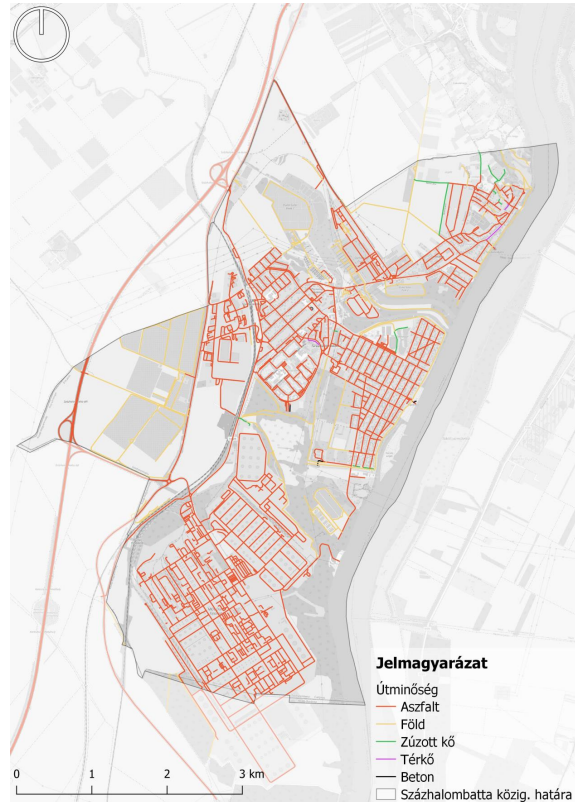 Jelmagyarázat
Útminőség
Aszfalt
Föld
Zúzott kő
Térkő
Beton
Százhalombatta közig. határa
0 1 2 3 km